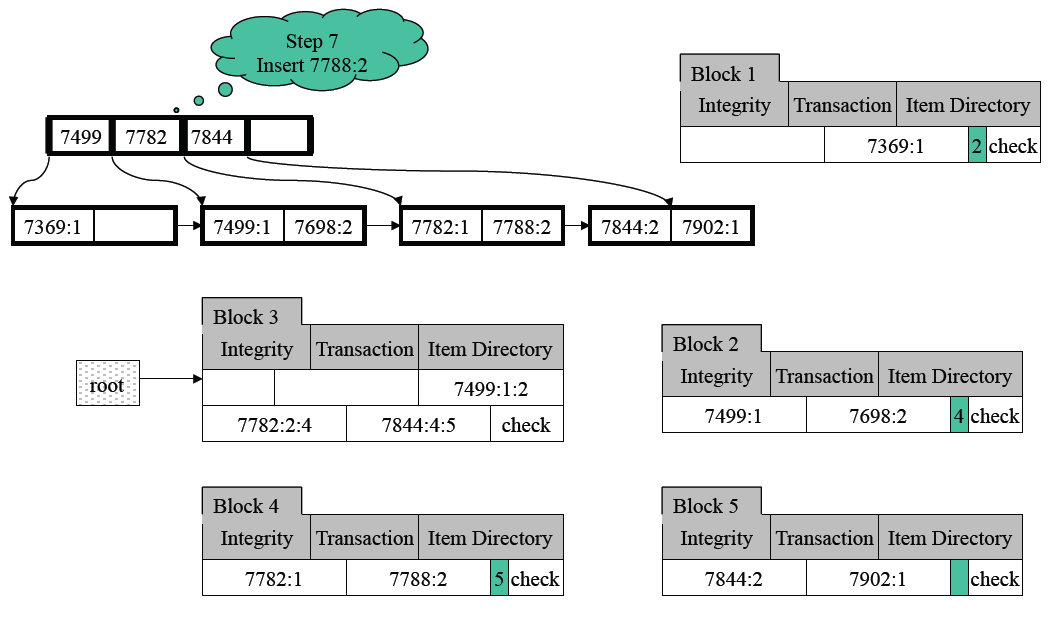 Step 7
Insert 7788:2
7499 7782 7844
7369:1 7499:1 7698:2 7782:1 7788:2 7844:2 7902:1
Block 1
Integrity Transaction Item Directory
7369:1 2 check
root
Block 3
Integrity Transaction Item Directory
7499:1:2
7782:2:4 7844:4:5 check
Block 2
Integrity Transaction Item Directory
7499:1 7698:2 4 check
Block 4
Integrity Transaction Item Directory
7782:1 7788:2 5 check
Block 5
Integrity Transaction Item Directory
7844:2 7902:1 check